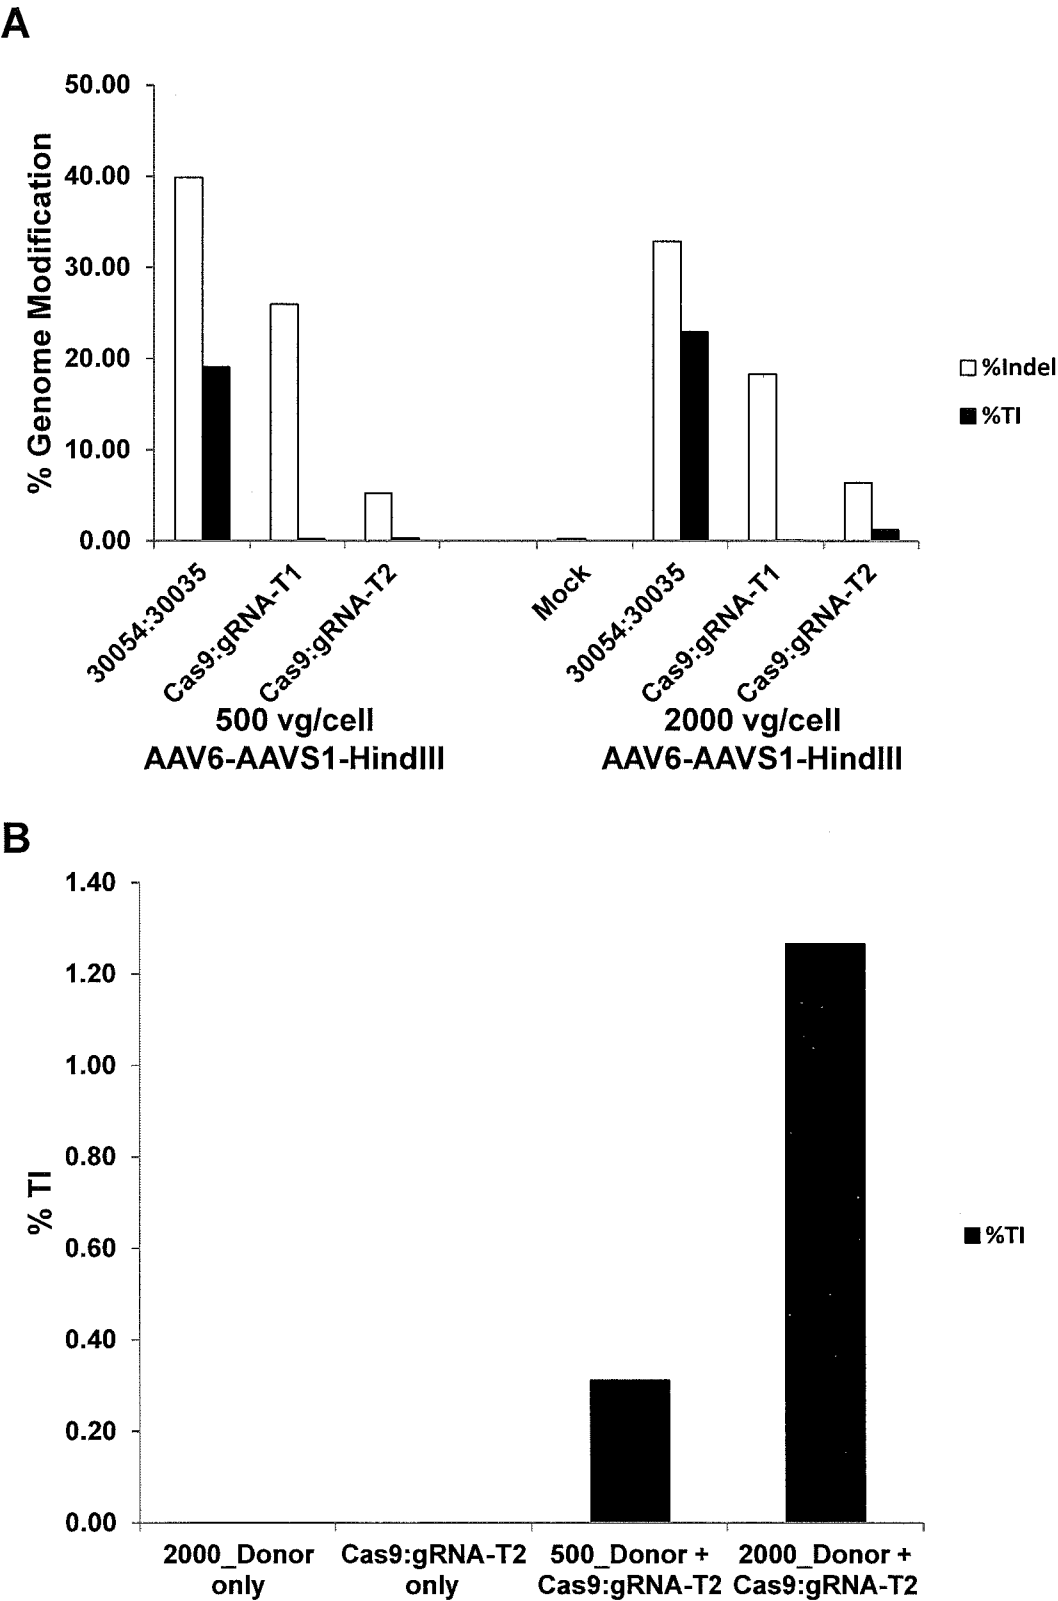 A
50.00
40.00
30.00
20.00
10.00
0.00
% Genome Modification
%Indel
%TI
30054:30035
Cas9:gRNA-T1
Cas9:gRNA-T2
Mock
30054:30035
Cas9:gRNA-T1
Cas9:gRNA-T2
500 vg/cell
AAV6-AAVS1-HindIII
2000 vg/cell
AAV6-AAVS1-HindIII
B
1.40
1.20
1.00
0.80
0.60
0.40
0.20
0.00
% TI
%TI
2000_Donor
only
Cas9:gRNA-T2
only
500_Donor +
Cas9:gRNA-T2
2000_Donor +
Cas9:gRNA-T2